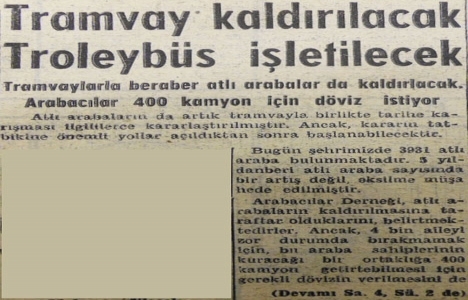 Tramvay kaldırılacak
Troleybüs işletilecek
Tramvaylarla beraber atlı arabalar da kaldırılacak.
Arabacılar 400 kamyon için döviz istiyor
Atlı arabaların da artık tramvayla birlikte tarihe ka-
rışması ilgililerce kararlaştırılmıştır. Ancak, kararın tat-
bikine önemli yollar açıldıktan sonra başlanabilecektir.
Bugün şehrimizde 3931 atlı
araba bulunmaktadır. 5 yıl-
danberi atlı araba sayısında
bir artış değil, eksilme müşa
hede edilmiştir.
Arabacılar Derneği, atlı a-
rabaların kaldırılmasına ta-
raftar olduklarını, belirtmek-
tedirler. Ancak, 4 bin aileyi
zor durumda bırakmamak
için, bu araba sahiplerinin
kuracağı bir ortaklığa 400
kamyon getirtebilmesi için
gerekli dövizin verilmesini de
(Devamı Sa. 4, Sü. 2 de)